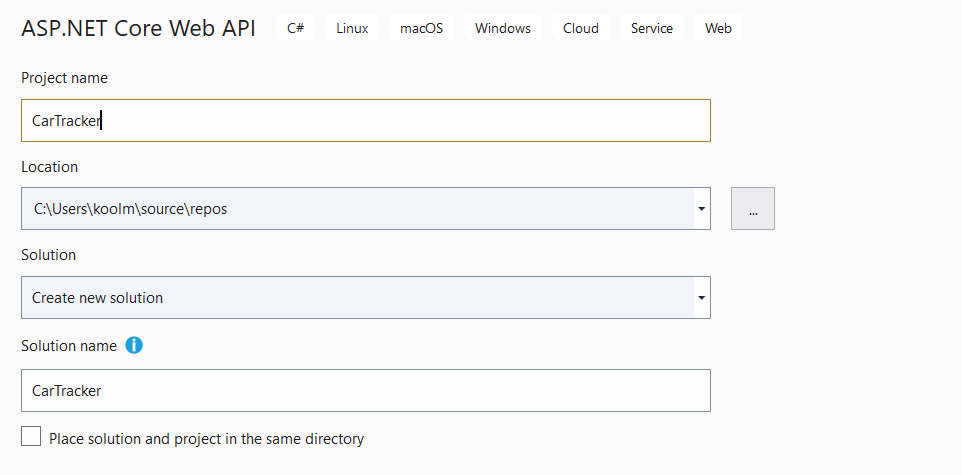 ASP.NET Core Web API C# Linux macOS Windows Cloud Service Web
Project name
CarTracker
Location
C:\Users\koolm\source\repos
...
Solution
Create new solution
Solution name
CarTracker
Place solution and project in the same directory